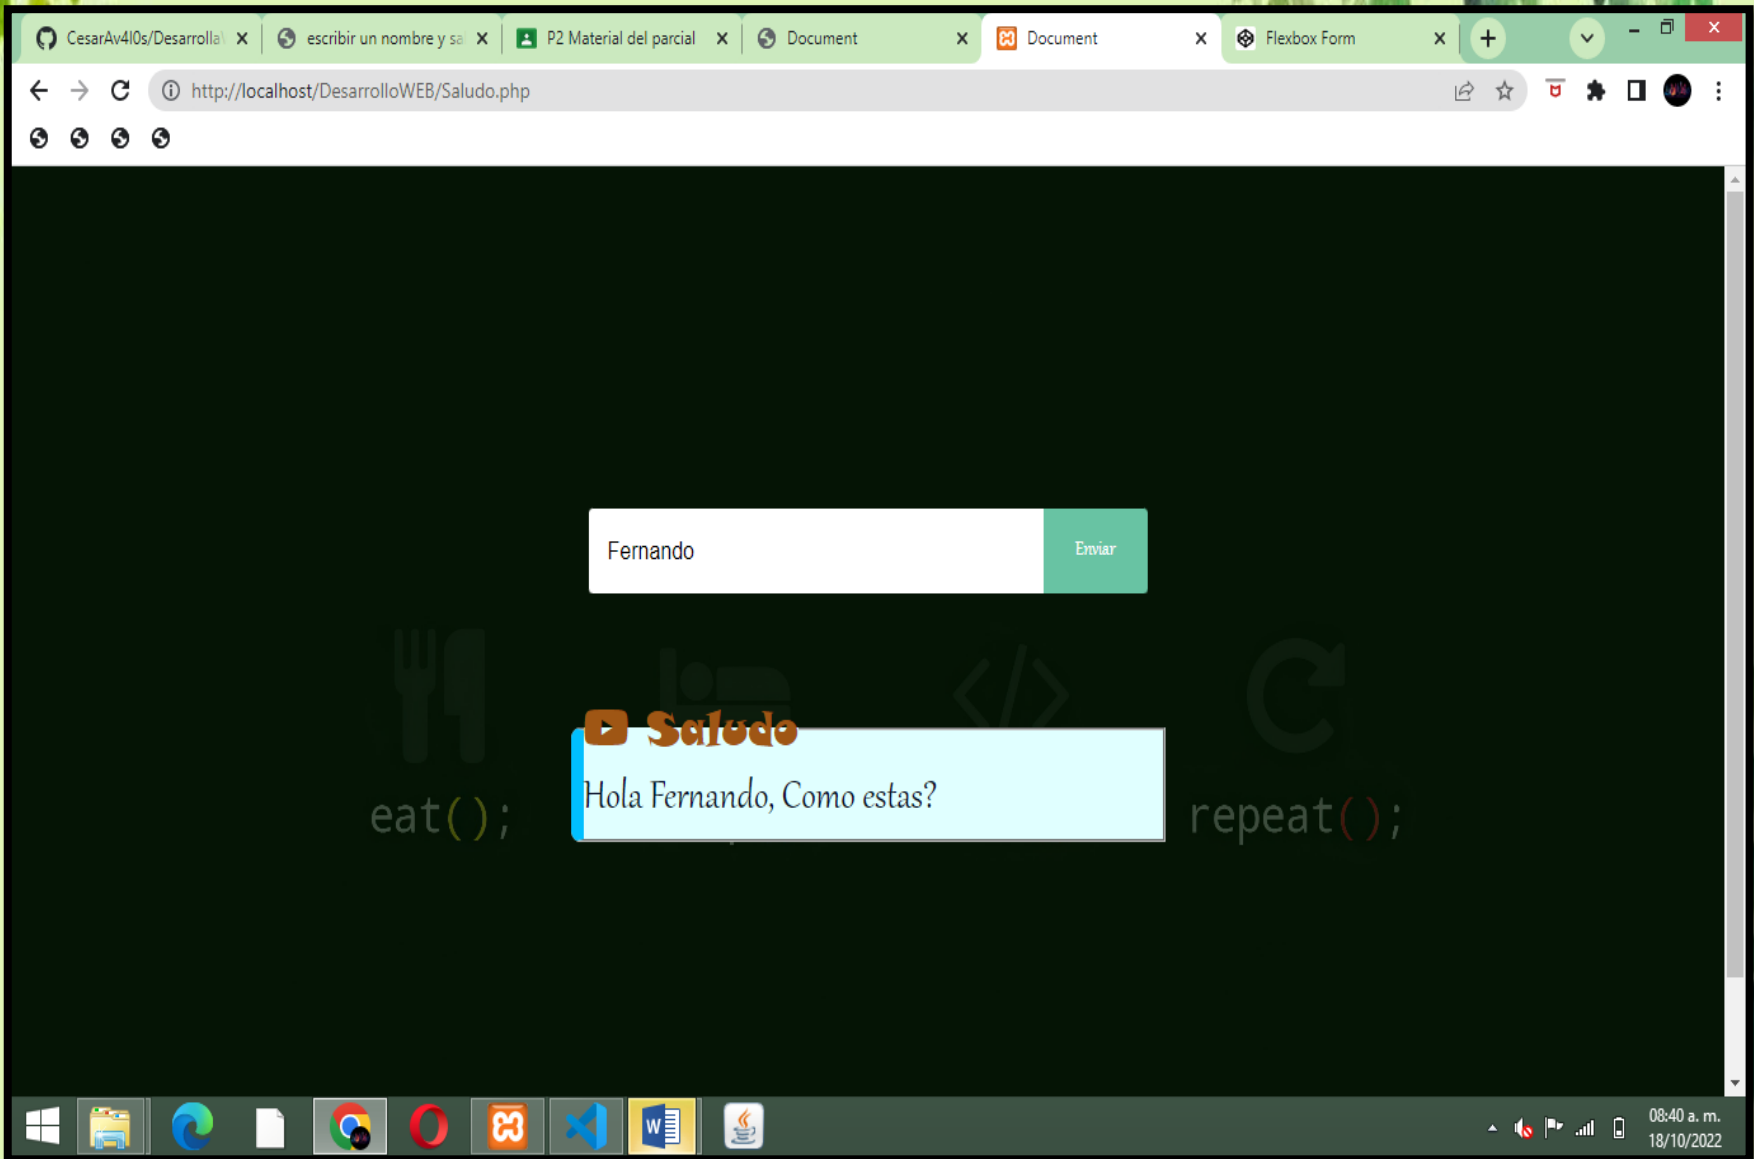 CesarAv4l0s/Desarrolla
escribir un nombre y sa
P2 Material del parcial
Document
Document
Flexbox Form
http://localhost/DesarrolloWEB/Saludo.php
Fernando
Enviar
Saludo
Hola Fernando, Como estas?
eat();
repeat();
W
08:40 a. m.
18/10/2022